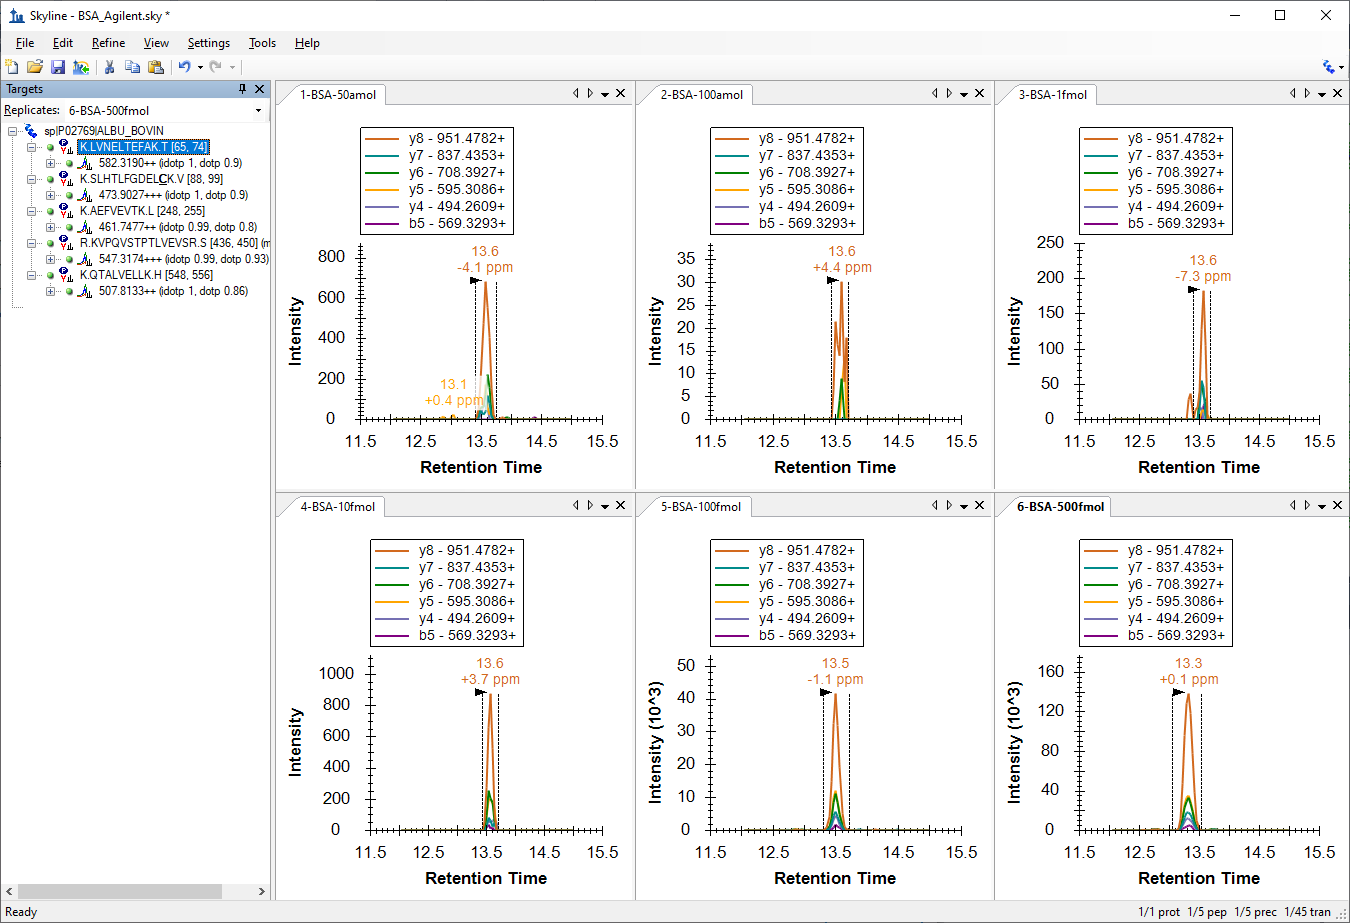 Skyline - BSA_Agilent.sky *
File Edit Refine View Settings Tools Help
Targets
Replicates: 6-BSA-500fmol
sp|P02769|ALBU_BOVIN
K.LVNELTEFAK.T [65, 74]
582.3190++ (idotp 1, dotp 0.9)
K.SLHTLFGDELCK.V [88, 99]
473.9027+++ (idotp 1, dotp 0.9)
K.AEFVEVTK.L [248, 255]
461.7477++ (idotp 0.99, dotp 0.8)
R.KVPQVSTPTLVEVSR.S [436, 450] (m
547.3174+++ (idotp 0.99, dotp 0.93)
K.QTALVELLK.H [548, 556]
507.8133++ (idotp 1, dotp 0.86)
1-BSA-50amol
y8 - 951.4782+
y7 - 837.4353+
y6 - 708.3927+
y5 - 595.3086+
y4 - 494.2609+
b5 - 569.3293+
13.6
-4.1 ppm
13.1
+0.4 ppm
Intensity
800
600
400
200
0
11.5 12.5 13.5 14.5 15.5
Retention Time
2-BSA-100amol
y8 - 951.4782+
y7 - 837.4353+
y6 - 708.3927+
y5 - 595.3086+
y4 - 494.2609+
b5 - 569.3293+
13.6
+4.4 ppm
Intensity
35
30
25
20
15
10
5
0
11.5 12.5 13.5 14.5 15.5
Retention Time
3-BSA-1fmol
y8 - 951.4782+
y7 - 837.4353+
y6 - 708.3927+
y5 - 595.3086+
y4 - 494.2609+
b5 - 569.3293+
13.6
-7.3 ppm
Intensity
250
200
150
100
50
0
11.5 12.5 13.5 14.5 15.5
Retention Time
4-BSA-10fmol
y8 - 951.4782+
y7 - 837.4353+
y6 - 708.3927+
y5 - 595.3086+
y4 - 494.2609+
b5 - 569.3293+
13.6
+3.7 ppm
Intensity
1000
800
600
400
200
0
11.5 12.5 13.5 14.5 15.5
Retention Time
5-BSA-100fmol
y8 - 951.4782+
y7 - 837.4353+
y6 - 708.3927+
y5 - 595.3086+
y4 - 494.2609+
b5 - 569.3293+
13.5
-1.1 ppm
Intensity (10^3)
50
40
30
20
10
0
11.5 12.5 13.5 14.5 15.5
Retention Time
6-BSA-500fmol
y8 - 951.4782+
y7 - 837.4353+
y6 - 708.3927+
y5 - 595.3086+
y4 - 494.2609+
b5 - 569.3293+
13.3
+0.1 ppm
Intensity (10^3)
160
120
80
40
0
11.5 12.5 13.5 14.5 15.5
Retention Time
Ready
1/1 prot 1/5 pep 1/5 prec 1/45 tran